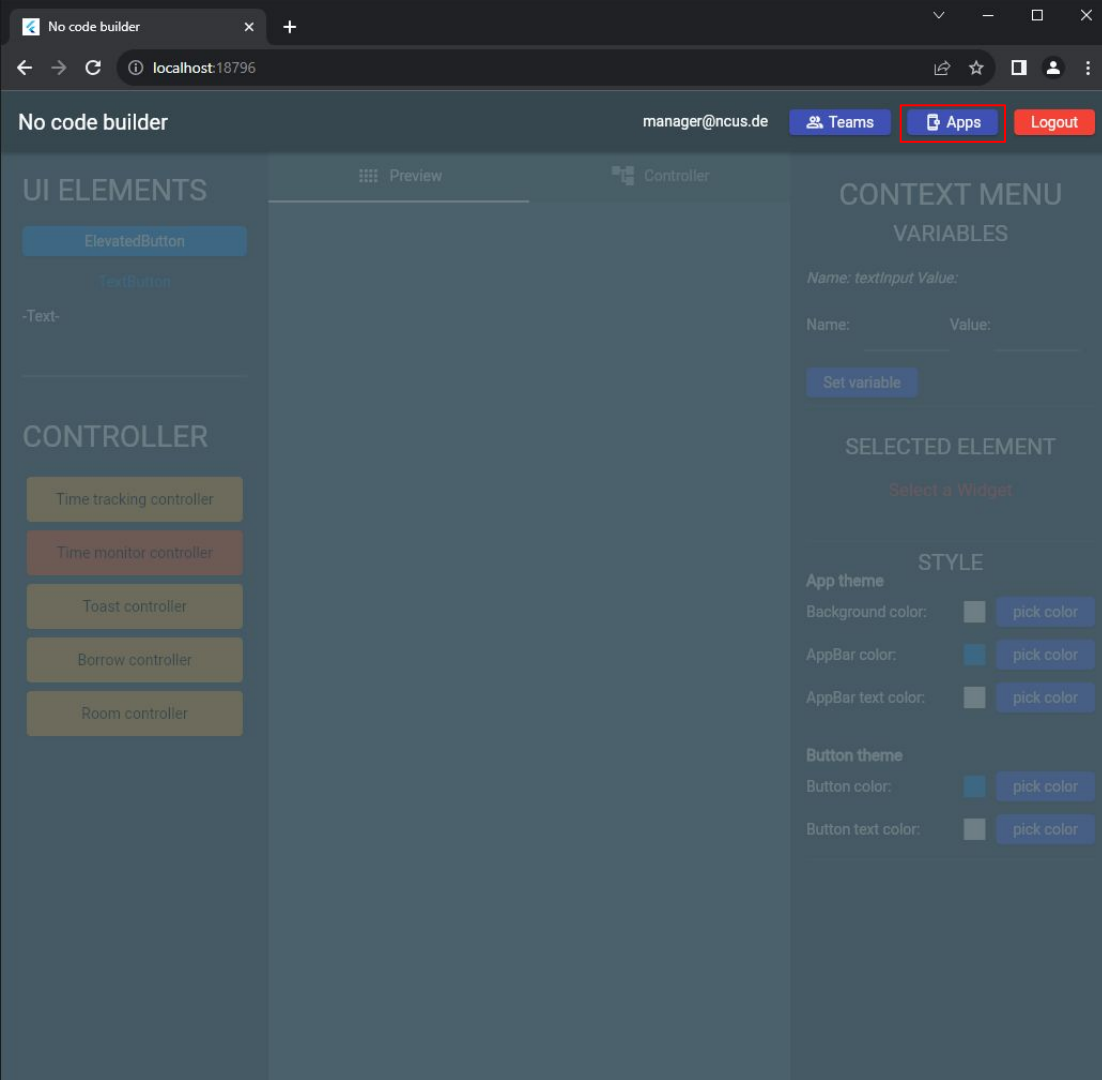 No code builder
localhost:18796
No code builder
manager@ncus.de
Teams
Apps
Logout
UI ELEMENTS
ElevatedButton
TextButton
-Text-
CONTROLLER
Time tracking controller
Time monitor controller
Toast controller
Borrow controller
Room controller
Preview
Controller
CONTEXT MENU
VARIABLES
Name: textInput Value:
Name: Value:
Set variable
SELECTED ELEMENT
Select a Widget
STYLE
App theme
Background color: pick color
AppBar color: pick color
AppBar text color: pick color
Button theme
Button color: pick color
Button text color: pick color